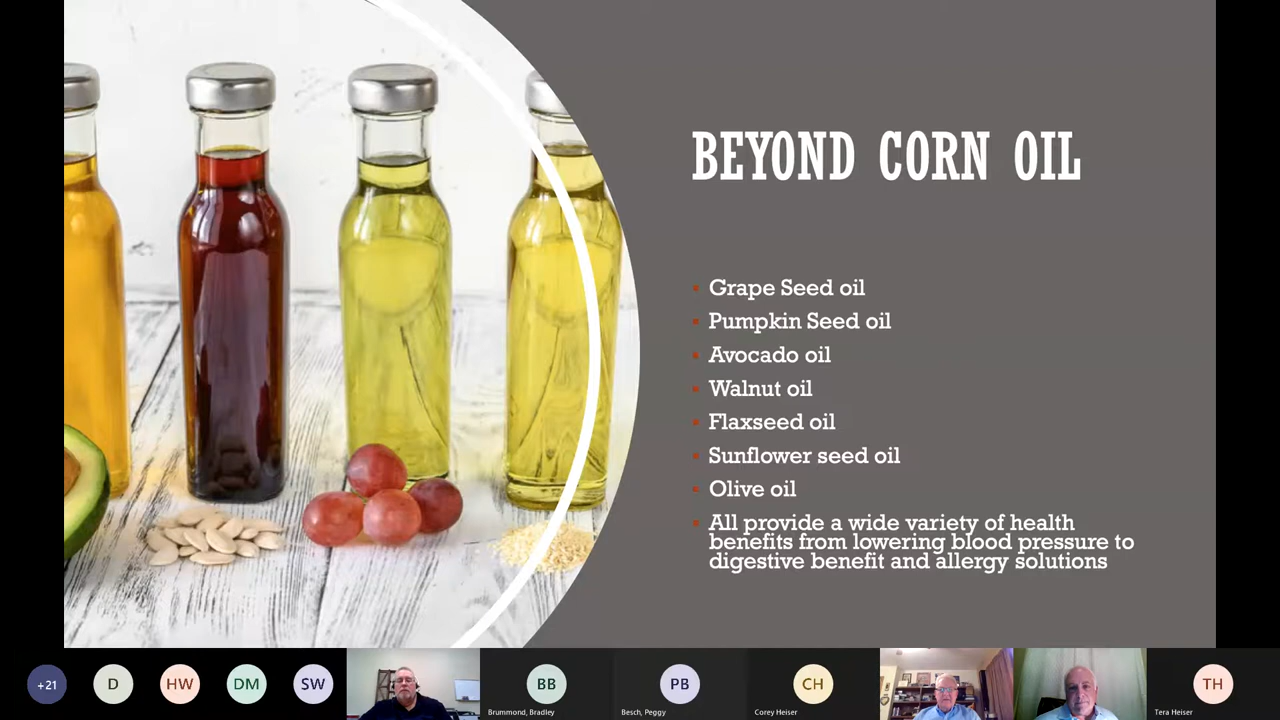 BEYOND CORN OIL
Grape Seed oil
Pumpkin Seed oil
Avocado oil
Walnut oil
Flaxseed oil
Sunflower seed oil
Olive oil
All provide a wide variety of health
benefits from lowering blood pressure to
digestive benefit and allergy solutions
+21
D
HW
DM
SW
BB
PB
CH
TH
Brummond, Bradley
Besch, Peggy
Corey Heiser
Tera Heiser